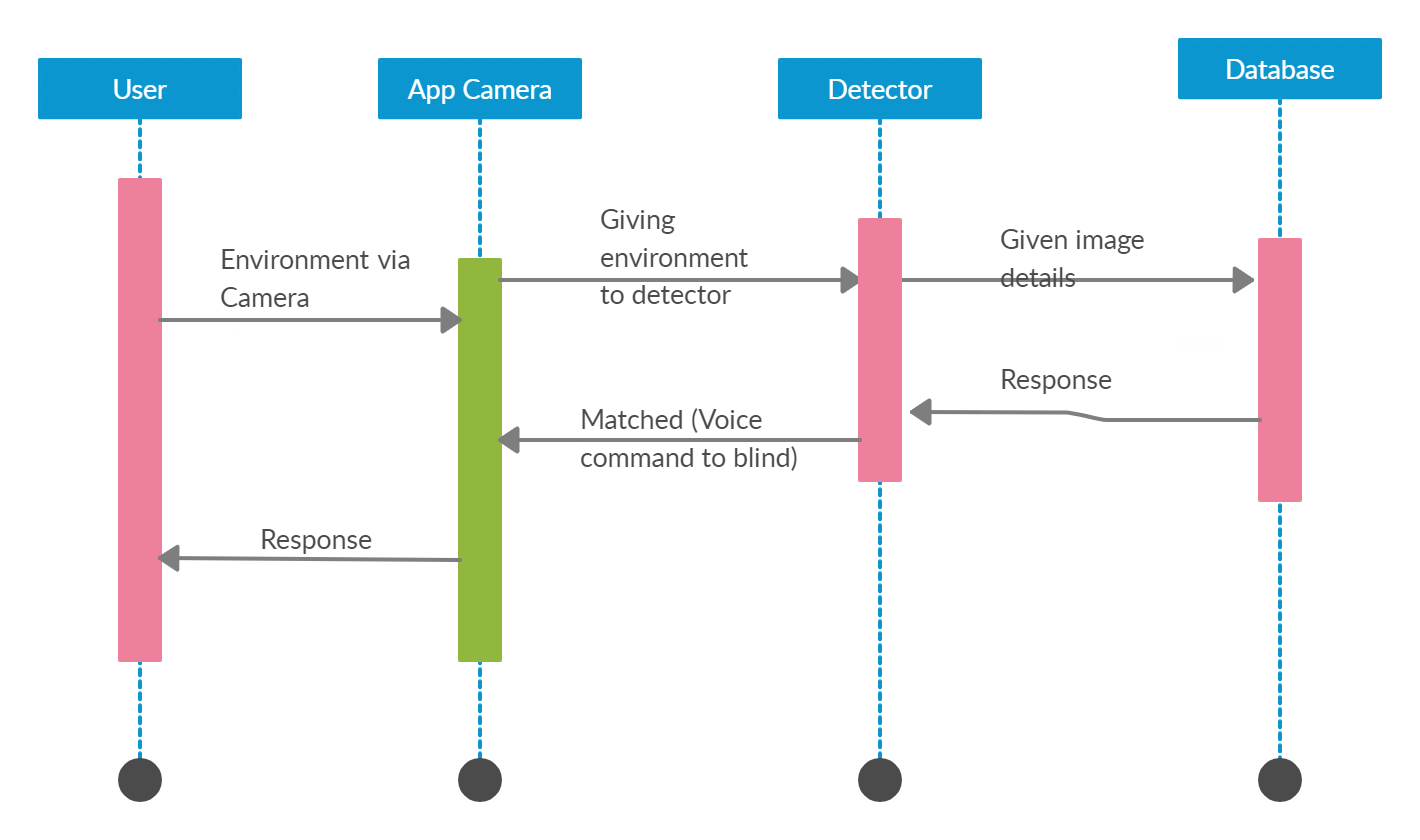 User
App Camera
Detector
Database
Environment via
Camera
Giving
environment
to detector
Given image
details
Response
Matched (Voice
command to blind)
Response